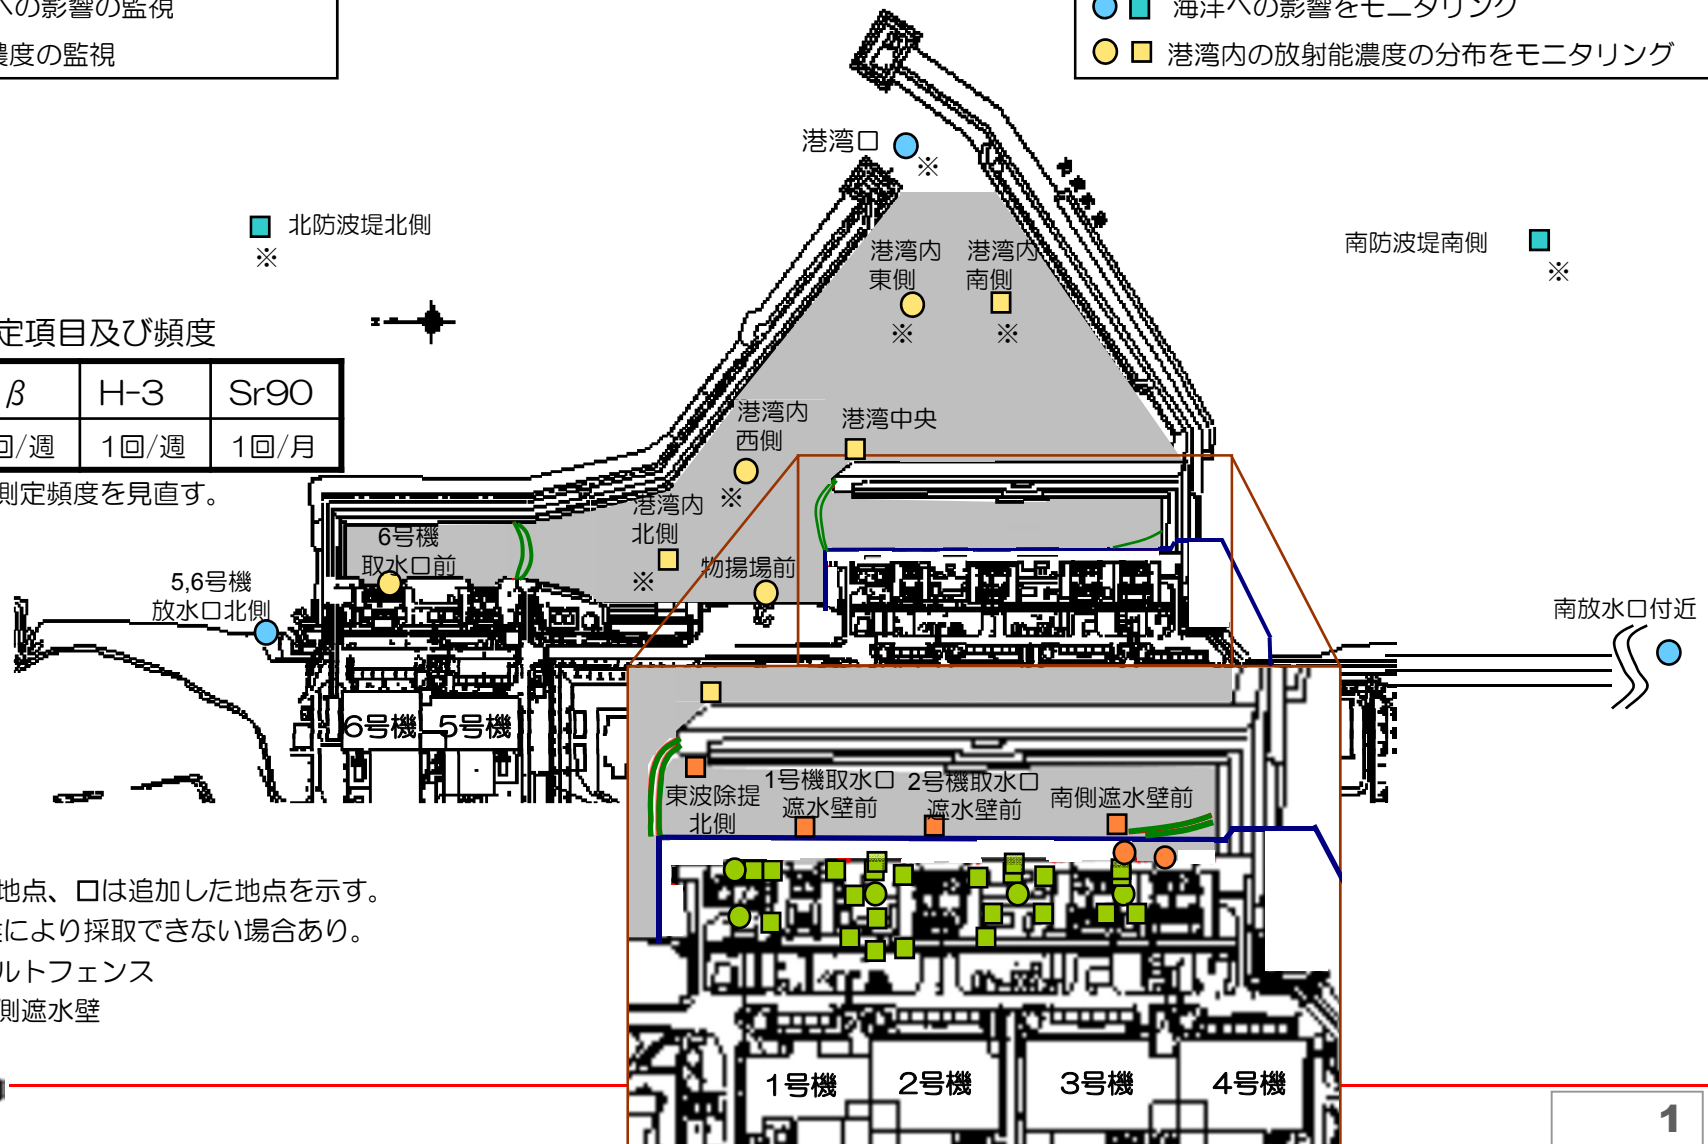 への影響の監視
濃度の監視
海洋への影響をモニタリング
港湾内の放射能濃度の分布をモニタリング
港湾口
※
北防波堤北側
※
南防波堤南側
※
港湾内
東側
※
港湾内
南側
※
N
定項目及び頻度
β H-3 Sr90
回/週 1回/週 1回/月
測定頻度を見直す。
港湾内
西側
※
港湾中央
港湾内
北側
※
6号機
取水口前
物揚場前
5,6号機
放水口北側
南放水口付近
6号機 5号機
東波除堤
北側
1号機取水口
遮水壁前
2号機取水口
遮水壁前
南側遮水壁前
地点、口は追加した地点を示す。
により採取できない場合あり。
ルトフェンス
側遮水壁
1号機 2号機 3号機 4号機
1